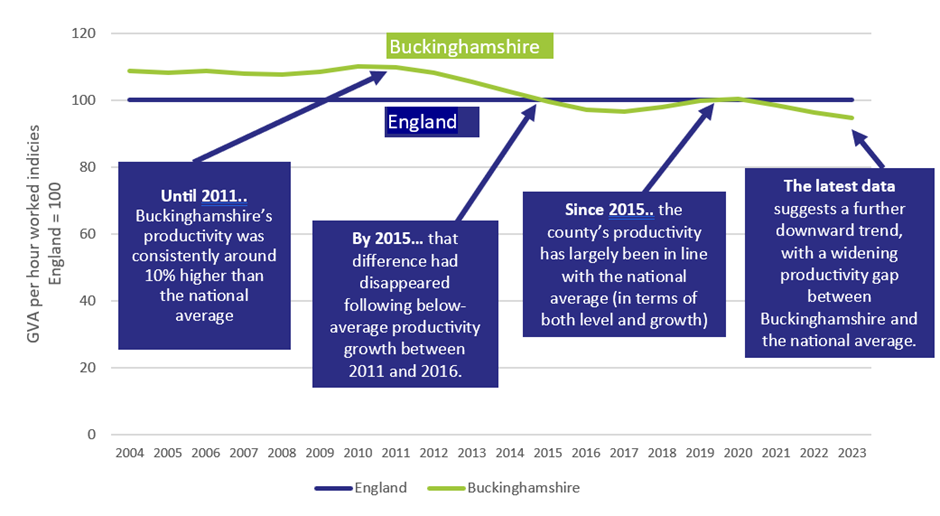 120
100
80
60
40
20
0
GVA per hour worked indicies
England = 100
Buckinghamshire
England
Until 2011..
Buckinghamshire's
productivity was
consistently around
10% higher than
the national
average
By 2015... that
difference had
disappeared
following below-
average productivity
growth between
2011 and 2016.
Since 2015.. the
county's productivity
has largely been in line
with the national
average (in terms of
both level and growth)
The latest data
suggests a further
downward trend,
with a widening
productivity gap
between
Buckinghamshire and
the national average.
2004 2005 2006 2007 2008 2009 2010 2011 2012 2013 2014 2015 2016 2017 2018 2019 2020 2021 2022 2023
England Buckinghamshire